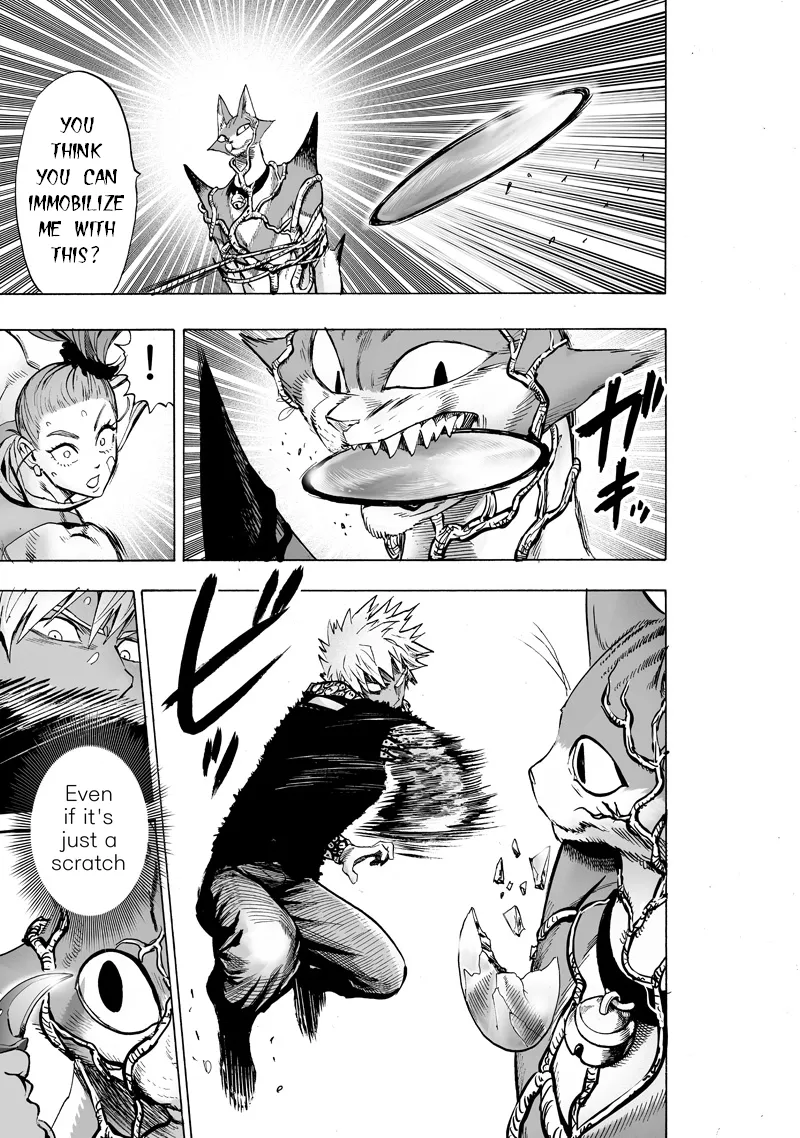 YOU
THINK
YOU CAN
IMMOBILIZE
ME WITH
THIS?
ガキッ
!
ビッ
Even
if it's
just a
scratch